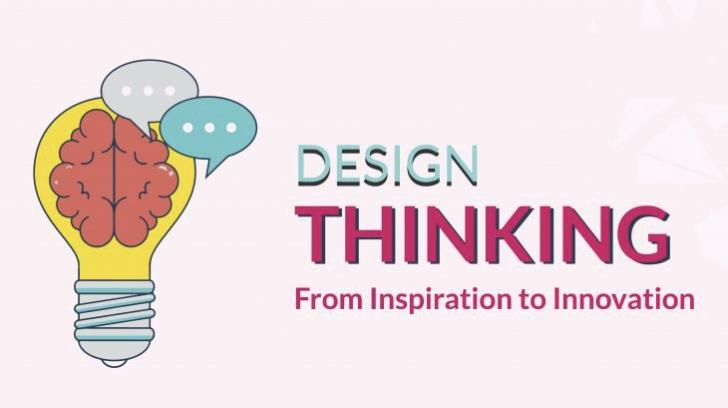 DESIGN
THINKING
From Inspiration to Innovation